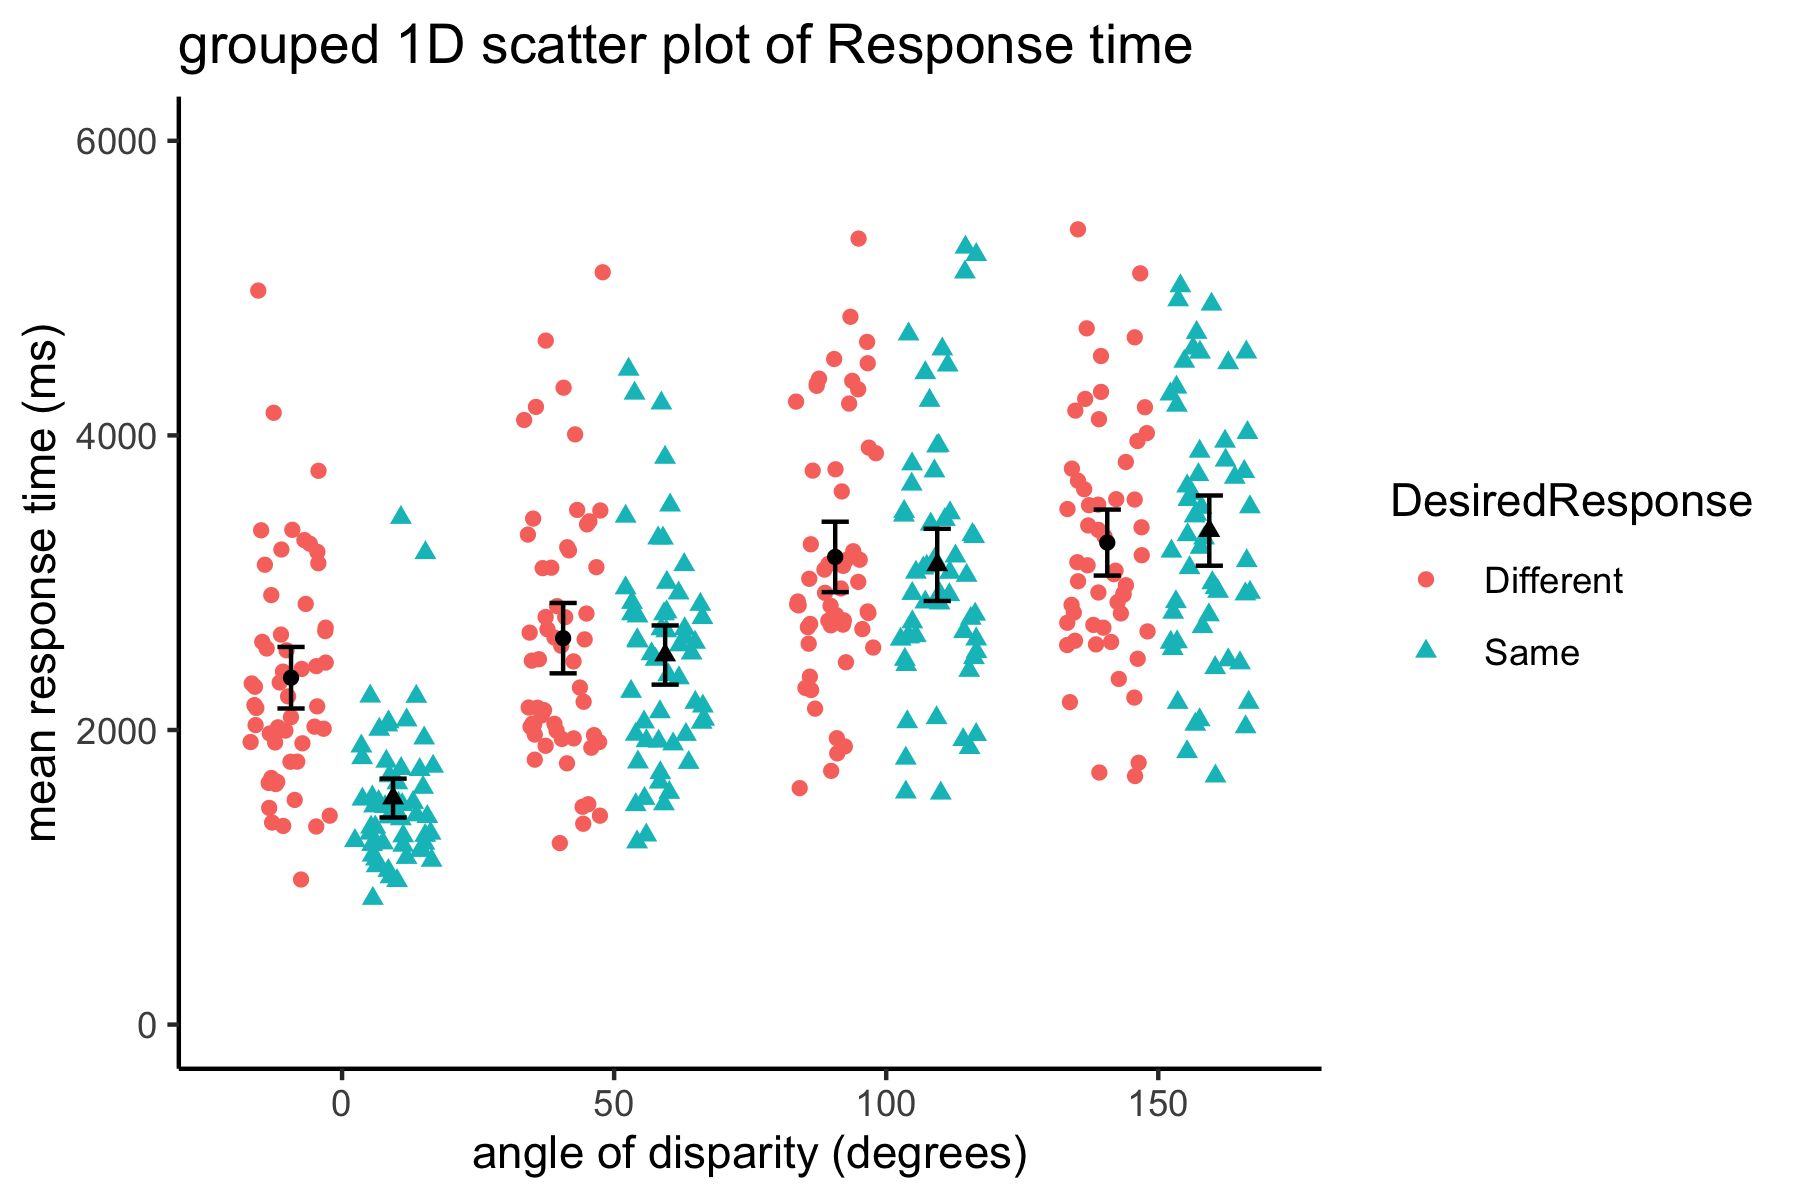 grouped 1D scatter plot of Response time
mean response time (ms)
6000
4000
2000
0
0 50 100 150
angle of disparity (degrees)
DesiredResponse
Different
Same